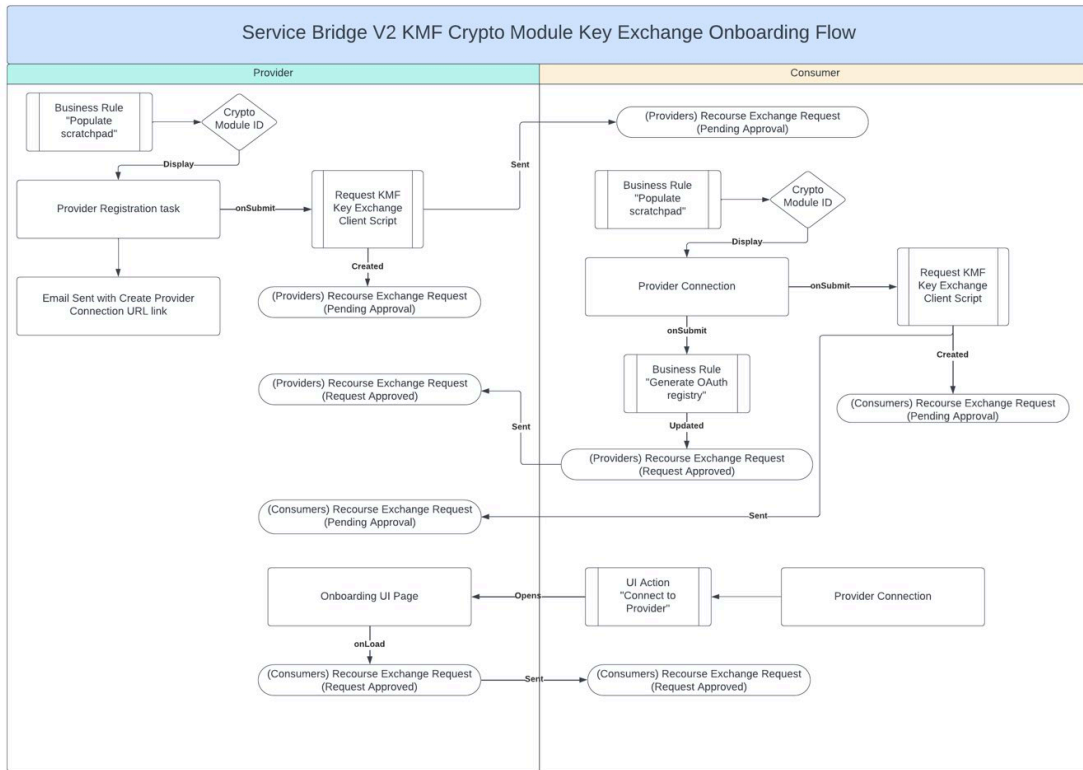 Service Bridge V2 KMF Crypto Module Key Exchange Onboarding Flow
Provider
Consumer
Business Rule
"Populate
scratchpad"
Crypto
Module ID
Display
Provider Registration task
onSubmit
Request KMF
Key Exchange
Client Script
Sent
(Providers) Recourse Exchange Request
(Pending Approval)
Created
(Providers) Recourse Exchange Request
(Pending Approval)
Email Sent with Create Provider
Connection URL link
Business Rule
"Populate
scratchpad"
Crypto
Module ID
Display
Provider Connection
onSubmit
Request KMF
Key Exchange
Client Script
onSubmit
Created
Business Rule
"Generate OAuth
registry"
(Consumers) Recourse Exchange Request
(Pending Approval)
Updated
(Providers) Recourse Exchange Request
(Request Approved)
Sent
(Providers) Recourse Exchange Request
(Request Approved)
(Consumers) Recourse Exchange Request
(Pending Approval)
Sent
Onboarding UI Page
Opens
UI Action
"Connect to
Provider"
Provider Connection
onLoad
(Consumers) Recourse Exchange Request
(Request Approved)
Sent
(Consumers) Recourse Exchange Request
(Request Approved)